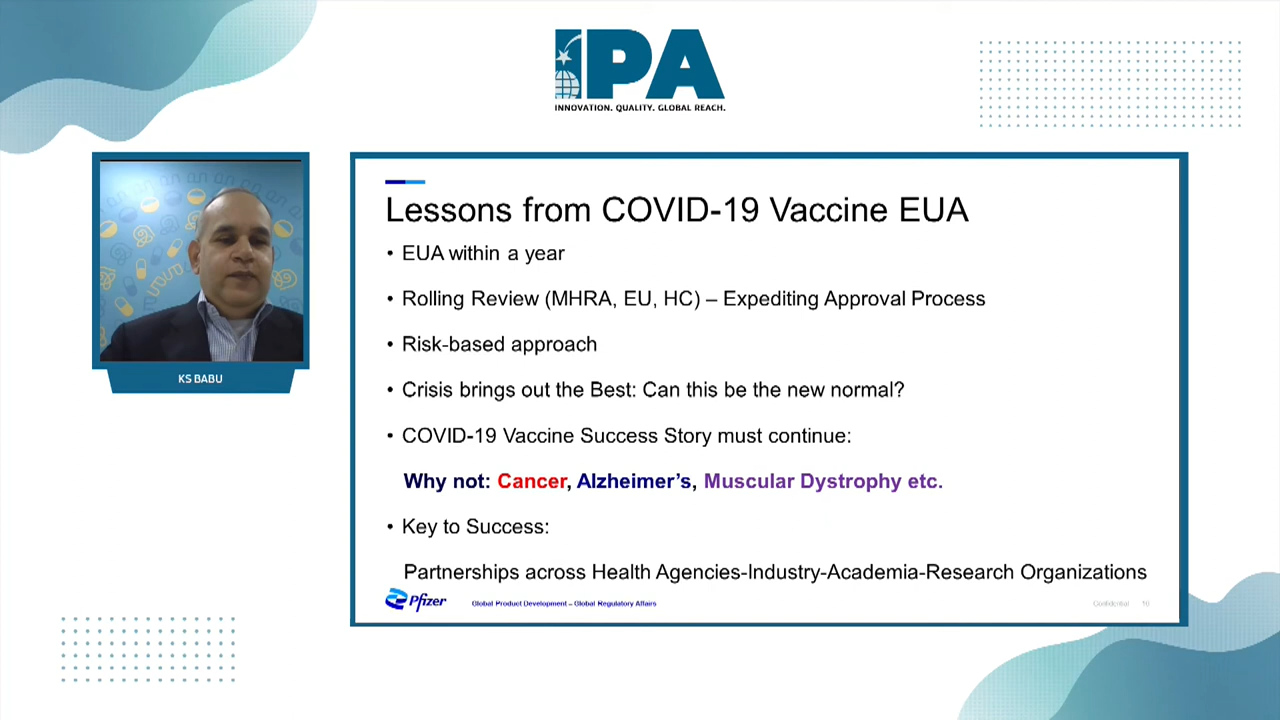 IPA
INNOVATION. QUALITY. GLOBAL REACH.
KS BABU
Lessons from COVID-19 Vaccine EUA
• EUA within a year
• Rolling Review (MHRA, EU, HC) – Expediting Approval Process
• Risk-based approach
• Crisis brings out the Best: Can this be the new normal?
• COVID-19 Vaccine Success Story must continue:
Why not: Cancer, Alzheimer’s, Muscular Dystrophy etc.
• Key to Success:
Partnerships across Health Agencies-Industry-Academia-Research Organizations
Pfizer
Global Product Development – Global Regulatory Affairs
Confidential 16